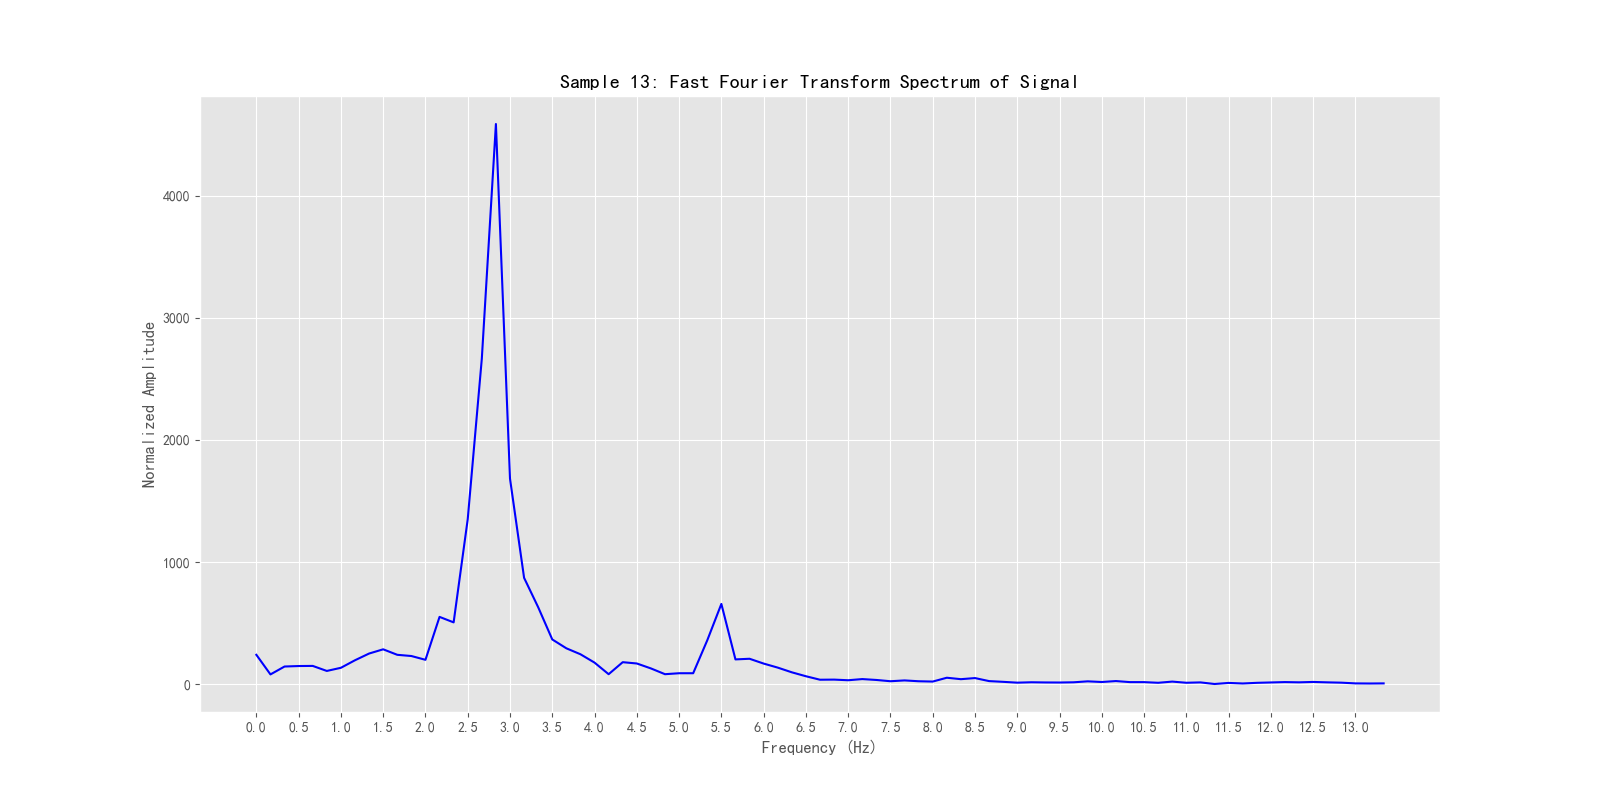 Sample 13: Fast Fourier Transform Spectrum of Signal
Normalized Amplitude
4000
3000
2000
1000
0
0.0 0.5 1.0 1.5 2.0 2.5 3.0 3.5 4.0 4.5 5.0 5.5 6.0 6.5 7.0 7.5 8.0 8.5 9.0 9.5 10.0 10.5 11.0 11.5 12.0 12.5 13.0
Frequency (Hz)